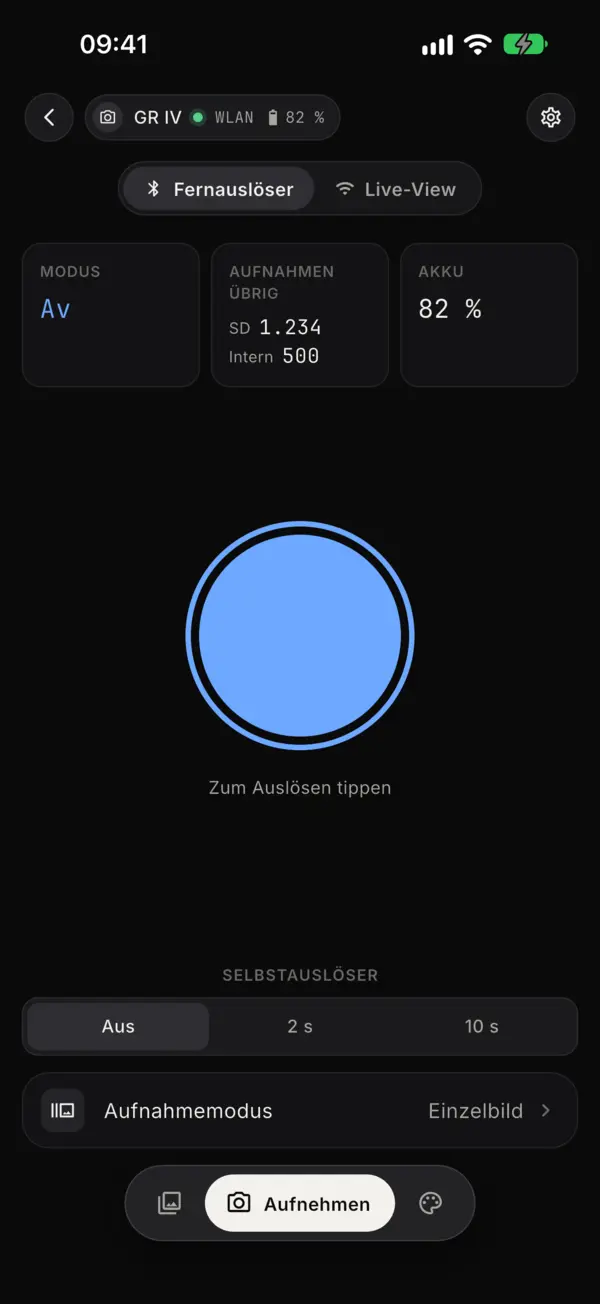 09:41
GR IV WLAN 82 %
Fernauslöser Live-View
MODUS
Av
AUFNAHMEN
ÜBRIG
SD 1.234
Intern 500
AKKU
82 %
Zum Auslösen tippen
SELBSTAUSLÖSER
Aus 2 s 10 s
Aufnahmemodus Einzelbild
Aufnehmen